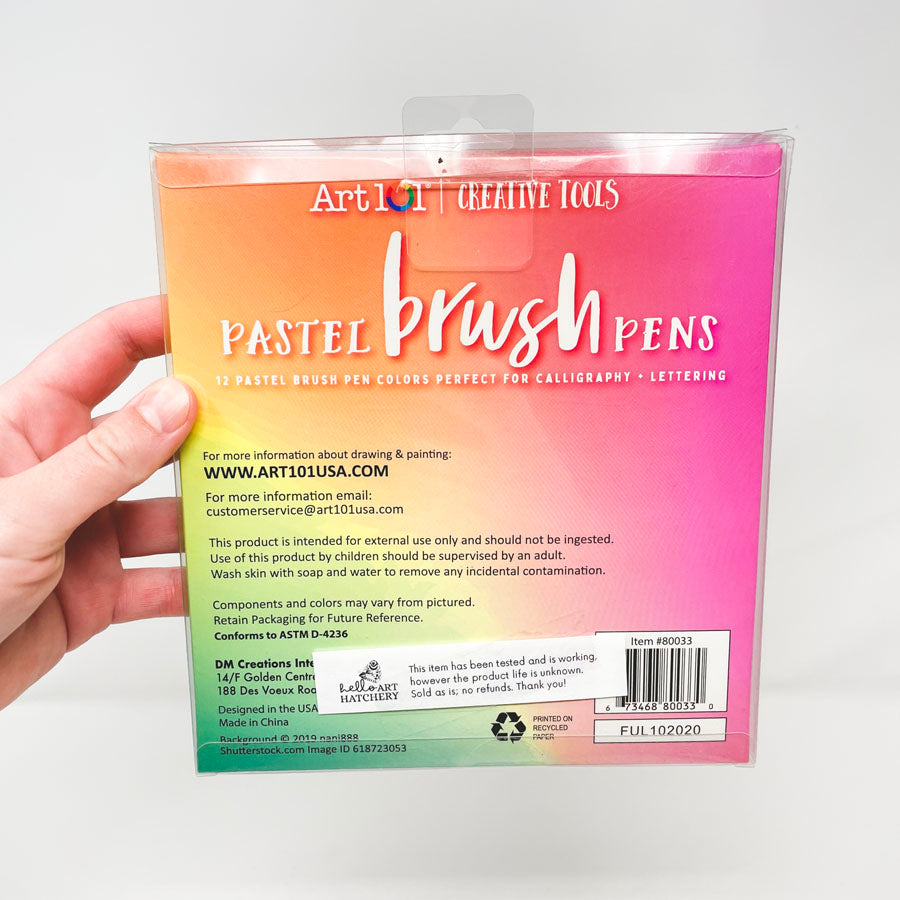 Art 101® | CREATIVE TOOLS
PASTEL brush PENS
12 PASTEL BRUSH PEN COLORS PERFECT FOR CALLIGRAPHY + LETTERING
For more information about drawing & painting:
WWW.ART101USA.COM
For more information email:
customerservice@art101usa.com
This product is intended for external use only and should not be ingested.
Use of this product by children should be supervised by an adult.
Wash skin with soap and water to remove any incidental contamination.
Components and colors may vary from pictured.
Retain Packaging for Future Reference.
Conforms to ASTM D-4236
DM Creations
14/F Golden Centre
188 Des Voeux
Designed in the USA
Made in China
Background © 2019 nani888
Shutterstock.com Image ID 618723053
hello ART
HATCHERY
This item has been tested and is working,
however the product life is unknown.
Sold as is; no refunds. Thank you!
PRINTED ON
RECYCLED
PAPER
Item #80033
6 73468 80033 0
FUL102020